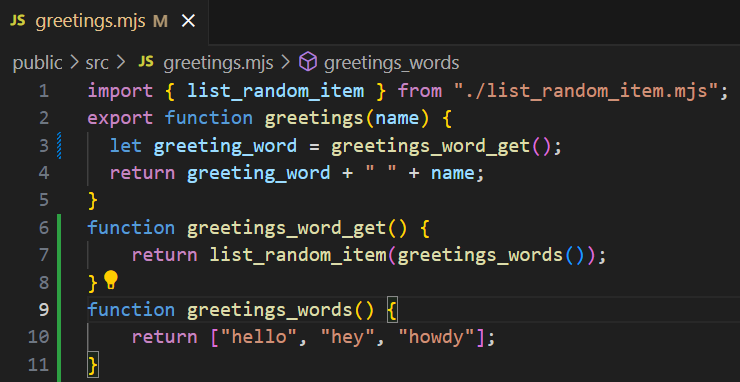 JS greetings.mjs M ×
public > src > JS greetings.mjs > greetings_words
1 import { list_random_item } from "./list_random_item.mjs";
2 export function greetings(name) {
3   let greeting_word = greetings_word_get();
4   return greeting_word + " " + name;
5 }
6 function greetings_word_get() {
7     return list_random_item(greetings_words());
8 }
9 function greetings_words() {
10     return ["hello", "hey", "howdy"];
11 }